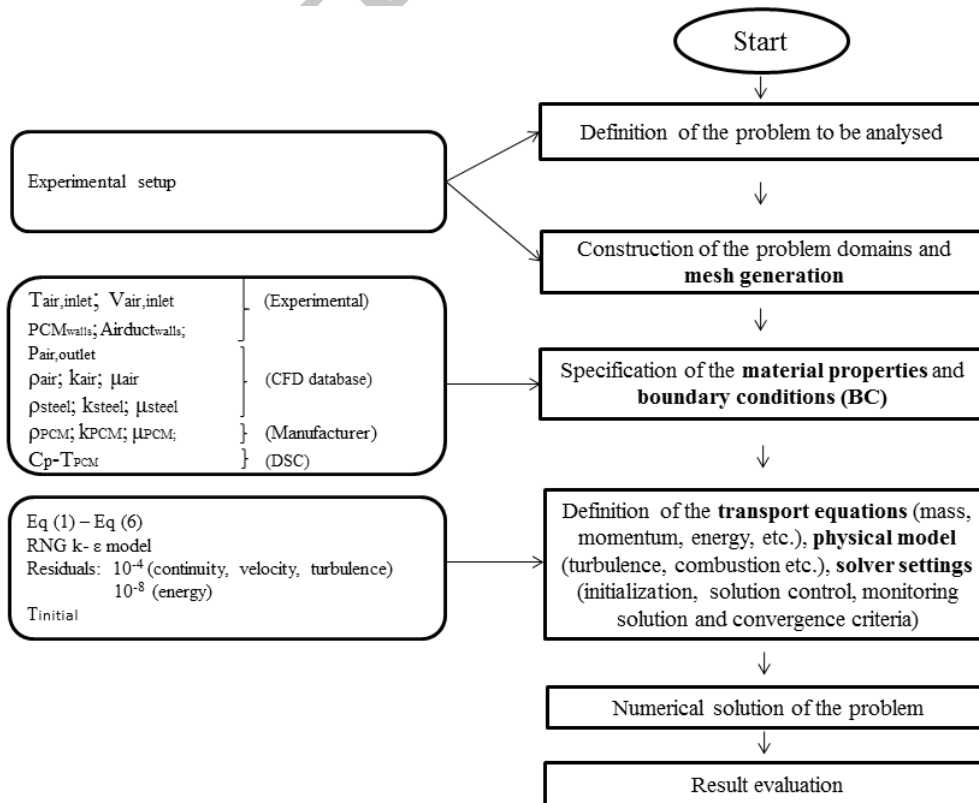 Start
Definition of the problem to be analysed
Experimental setup
Construction of the problem domains and
mesh generation
Tair,inlet; Vair,inlet } (Experimental)
PCMwalls; Airductwalls;
Pair,outlet
ρair; kair; μair } (CFD database)
ρsteel; ksteel; μsteel
ρPCM; kPCM; μPCM; } (Manufacturer)
Cp-TPCM } (DSC)
Specification of the material properties and
boundary conditions (BC)
Eq (1) – Eq (6)
RNG k- ε model
Residuals: 10-4 (continuity, velocity, turbulence)
10-8 (energy)
Tinitial
Definition of the transport equations (mass,
momentum, energy, etc.), physical model
(turbulence, combustion etc.), solver settings
(initialization, solution control, monitoring
solution and convergence criteria)
Numerical solution of the problem
Result evaluation